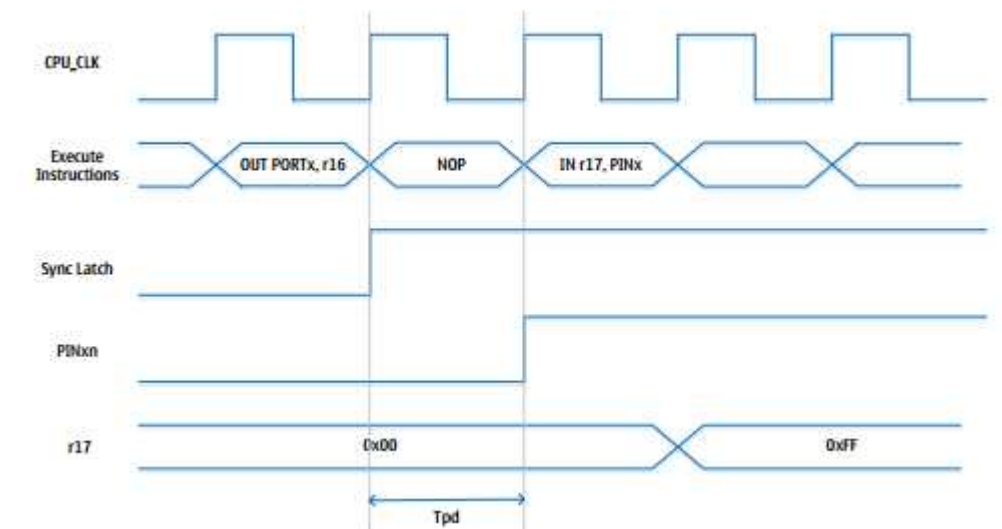 CPU_CLK
Execute
Instructions
OUT PORTx, r16
NOP
IN r17, PINx
Sync Latch
PINxn
r17
0x00
0xFF
Tpd